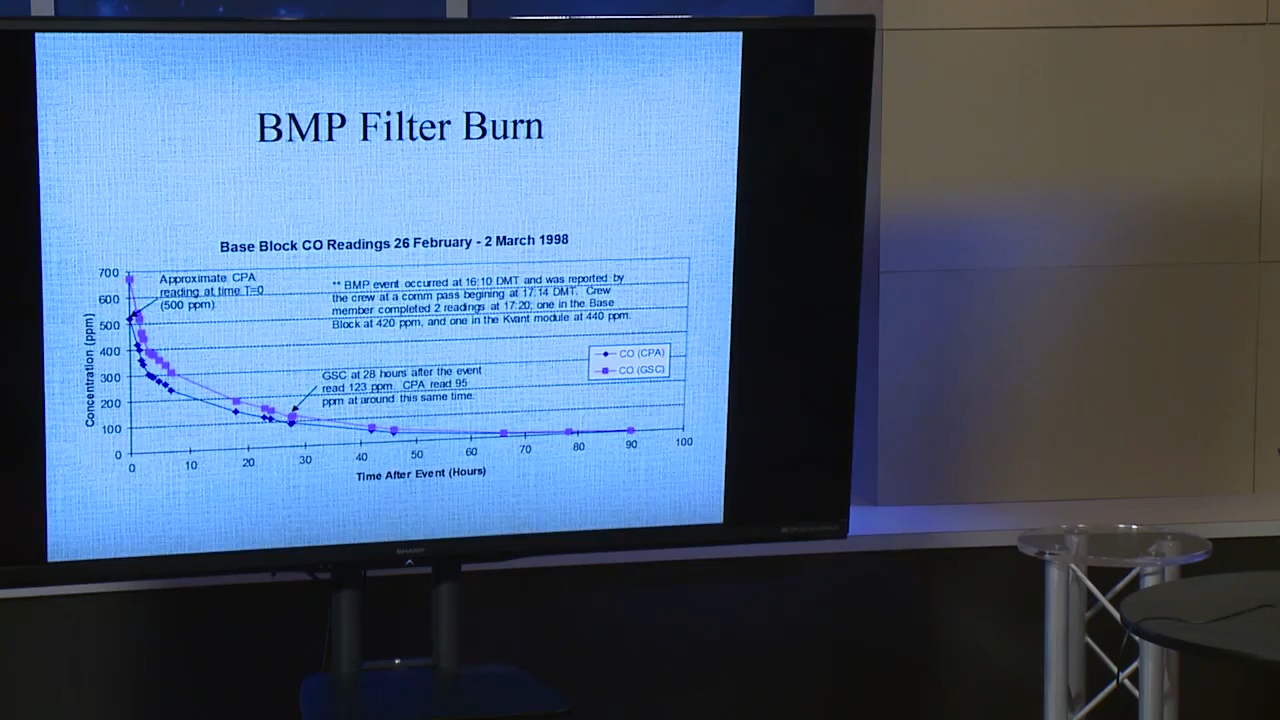 BMP Filter Burn
Base Block CO Readings 26 February - 2 March 1998
Concentration (ppm)
700
600
500
400
300
200
100
0
Approximate CPA
reading at time T=0
(500 ppm)
** BMP event occurred at 16:10 DMT and was reported by
the crew at a comm pass begining at 17:14 DMT. Crew
member completed 2 readings at 17:20; one in the Base
Block at 420 ppm, and one in the Kvant module at 440 ppm.
CO (CPA)
CO (GSC)
GSC at 28 hours after the event
read 123 ppm. CPA read 95
ppm at around this same time.
0 10 20 30 40 50 60 70 80 90 100
Time After Event (Hours)
SHARP